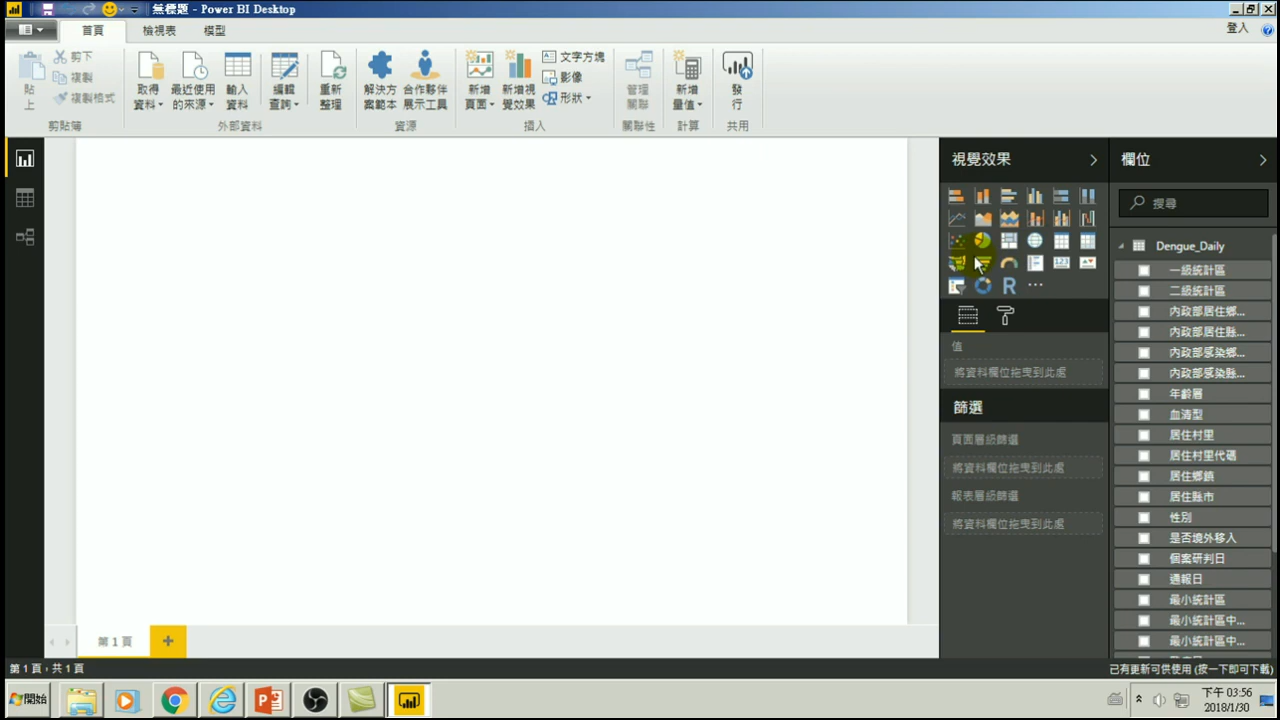 無標題 - Power BI Desktop
首頁
檢視表
模型
登入
貼上
剪下
複製
複製格式
剪貼簿
取得資料
最近使用的來源
輸入資料
編輯查詢
外部資料
重新整理
解決方案範本
合作夥伴展示工具
資源
新增頁面
新增視覺效果
文字方塊
影像
形狀
插入
管理關聯
關聯性
新增量值
計算
發行
共用
視覺效果
R
123
值
將資料欄位拖曳到此處
篩選
頁面層級篩選
將資料欄位拖曳到此處
報表層級篩選
將資料欄位拖曳到此處
欄位
搜尋
Dengue_Daily
一級統計區
二級統計區
內政部居住鄉...
內政部居住縣...
內政部感染鄉...
內政部感染縣...
年齡層
血清型
居住村里
居住村里代碼
居住鄉鎮
居住縣市
性別
是否境外移入
個案研判日
通報日
最小統計區
最小統計區中...
最小統計區中...
第 1 頁
第 1 頁，共 1 頁
已有更新可供使用 (按一下即可下載)
開始
下午 03:56
2018/1/30